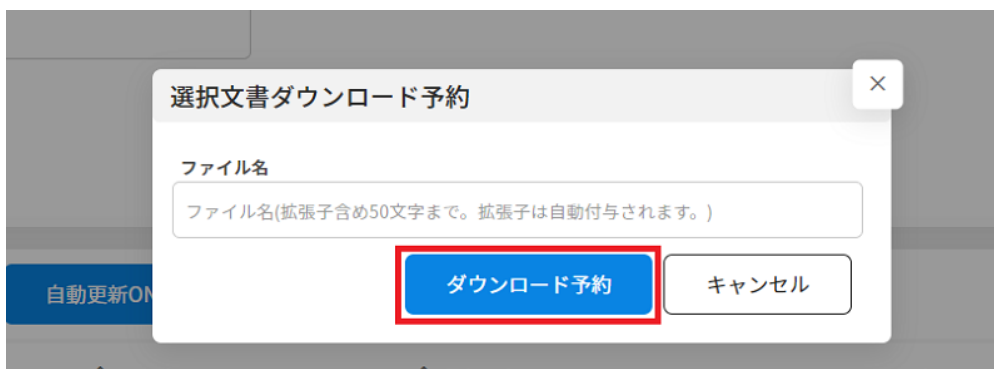 選択文書ダウンロード予約
×
ファイル名
ファイル名(拡張子含め50文字まで。拡張子は自動付与されます。)
ダウンロード予約
キャンセル
自動更新ON